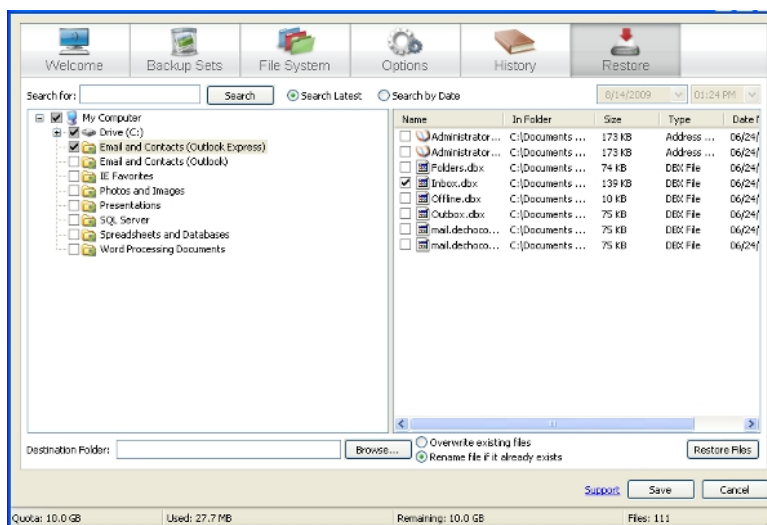 Welcome Backup Sets File System Options History Restore
Search for: Search Search Latest Search by Date 8/14/2009 01:24 PM
My Computer
Drive (C:)
Email and Contacts (Outlook Express)
Email and Contacts (Outlook)
IE Favorites
Photos and Images
Presentations
SQL Server
Spreadsheets and Databases
Word Processing Documents
Name In Folder Size Type Date
Administrator... C:\Documents ... 173 KB Address ... 06/24/
Administrator... C:\Documents ... 173 KB Address ... 06/24/
Folders.dbx C:\Documents ... 74 KB DBX File 06/24/
Inbox.dbx C:\Documents ... 139 KB DBX File 06/24/
Offline.dbx C:\Documents ... 10 KB DBX File 06/24/
Outbox.dbx C:\Documents ... 75 KB DBX File 06/24/
mail.dechoco... C:\Documents ... 75 KB DBX File 06/24/
mail.dechoco... C:\Documents ... 75 KB DBX File 06/24/
Destination Folder: Browse... Overwrite existing files
Rename file if it already exists
Restore Files
Support Save Cancel
Quota: 10.0 GB Used: 27.7 MB Remaining: 10.0 GB Files: 111